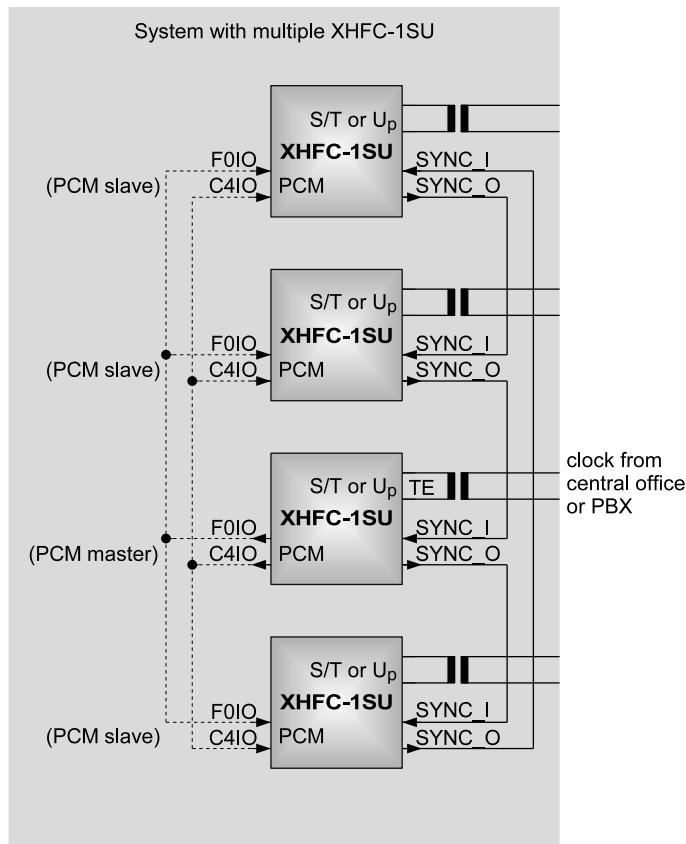 System with multiple XHFC-1SU
S/T or Up
XHFC-1SU
F0IO
SYNC_I
(PCM slave)
C4IO
PCM
SYNC_O
S/T or Up
XHFC-1SU
F0IO
SYNC_I
(PCM slave)
C4IO
PCM
SYNC_O
S/T or Up
TE
clock from
central office
or PBX
XHFC-1SU
F0IO
SYNC_I
(PCM master)
C4IO
PCM
SYNC_O
S/T or Up
XHFC-1SU
F0IO
SYNC_I
(PCM slave)
C4IO
PCM
SYNC_O